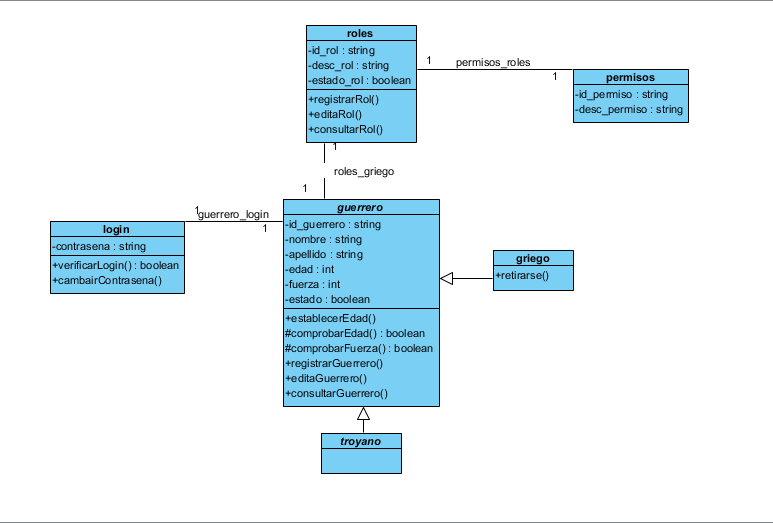 roles
-id_rol : string
-desc_rol : string
-estado_rol : boolean
+registrarRol()
+editaRol()
+consultarRol()
1
permisos_roles
1
permisos
-id_permiso : string
-desc_permiso : string
1
roles_griego
1
guerrero
-id_guerrero : string
-nombre : string
-apellido : string
-edad : int
-fuerza : int
-estado : boolean
+establecerEdad()
#comprobarEdad() : boolean
#comprobarFuerza() : boolean
+registrarGuerrero()
+editaGuerrero()
+consultarGuerrero()
1
guerrero_login
1
login
-contrasena : string
+verificarLogin() : boolean
+cambairContrasena()
griego
+retirarse()
troyano